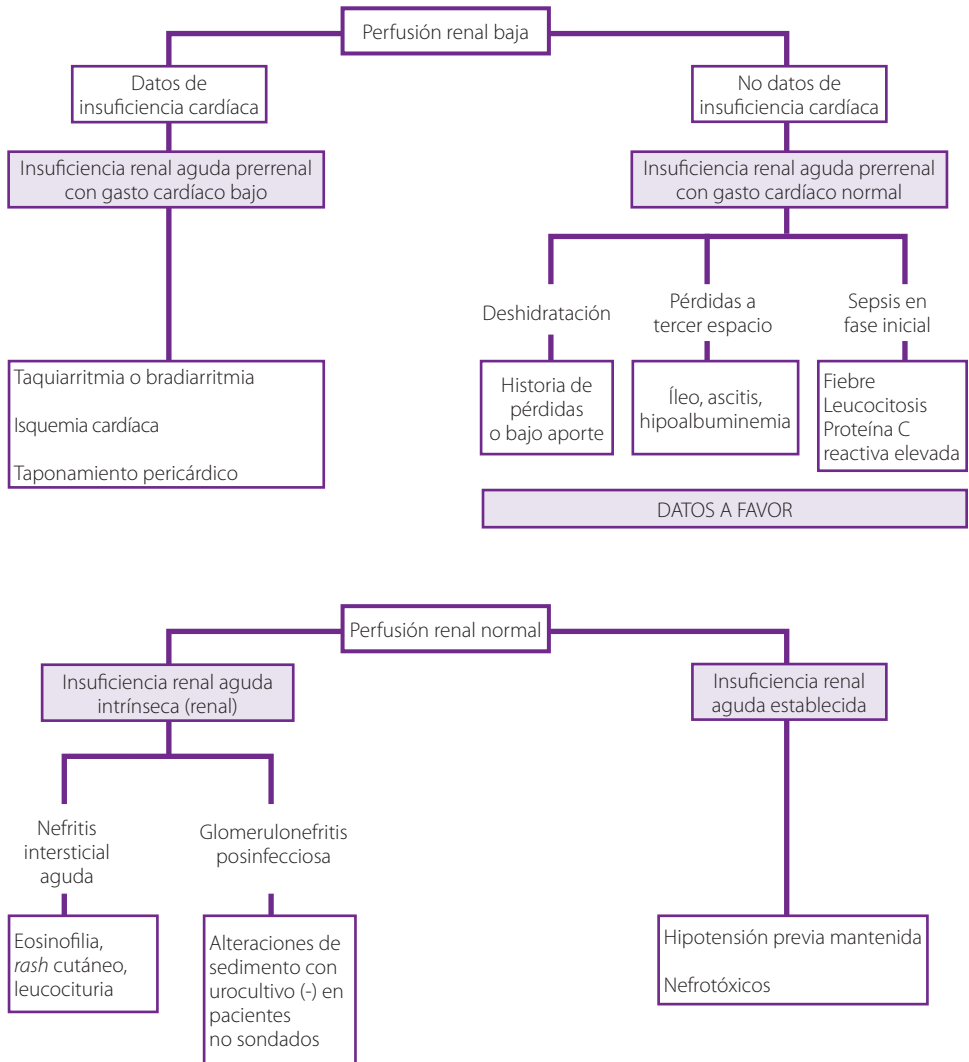 Perfusión renal baja
Datos de
insuficiencia cardíaca
No datos de
insuficiencia cardíaca
Insuficiencia renal aguda prerrenal
con gasto cardíaco bajo
Insuficiencia renal aguda prerrenal
con gasto cardíaco normal
Deshidratación
Pérdidas a
tercer espacio
Sepsis en
fase inicial
Taquiarritmia o bradiarritmia
Isquemia cardíaca
Taponamiento pericárdico
Historia de
pérdidas
o bajo aporte
Íleo, ascitis,
hipoalbuminemia
Fiebre
Leucocitosis
Proteína C
reactiva elevada
DATOS A FAVOR
Perfusión renal normal
Insuficiencia renal aguda
intrínseca (renal)
Insuficiencia renal
aguda establecida
Nefritis
intersticial
aguda
Glomerulonefritis
posinfecciosa
Eosinofilia,
rash cutáneo,
leucocituria
Alteraciones de
sedimento con
urocultivo (-) en
pacientes
no sondados
Hipotensión previa mantenida
Nefrotóxicos